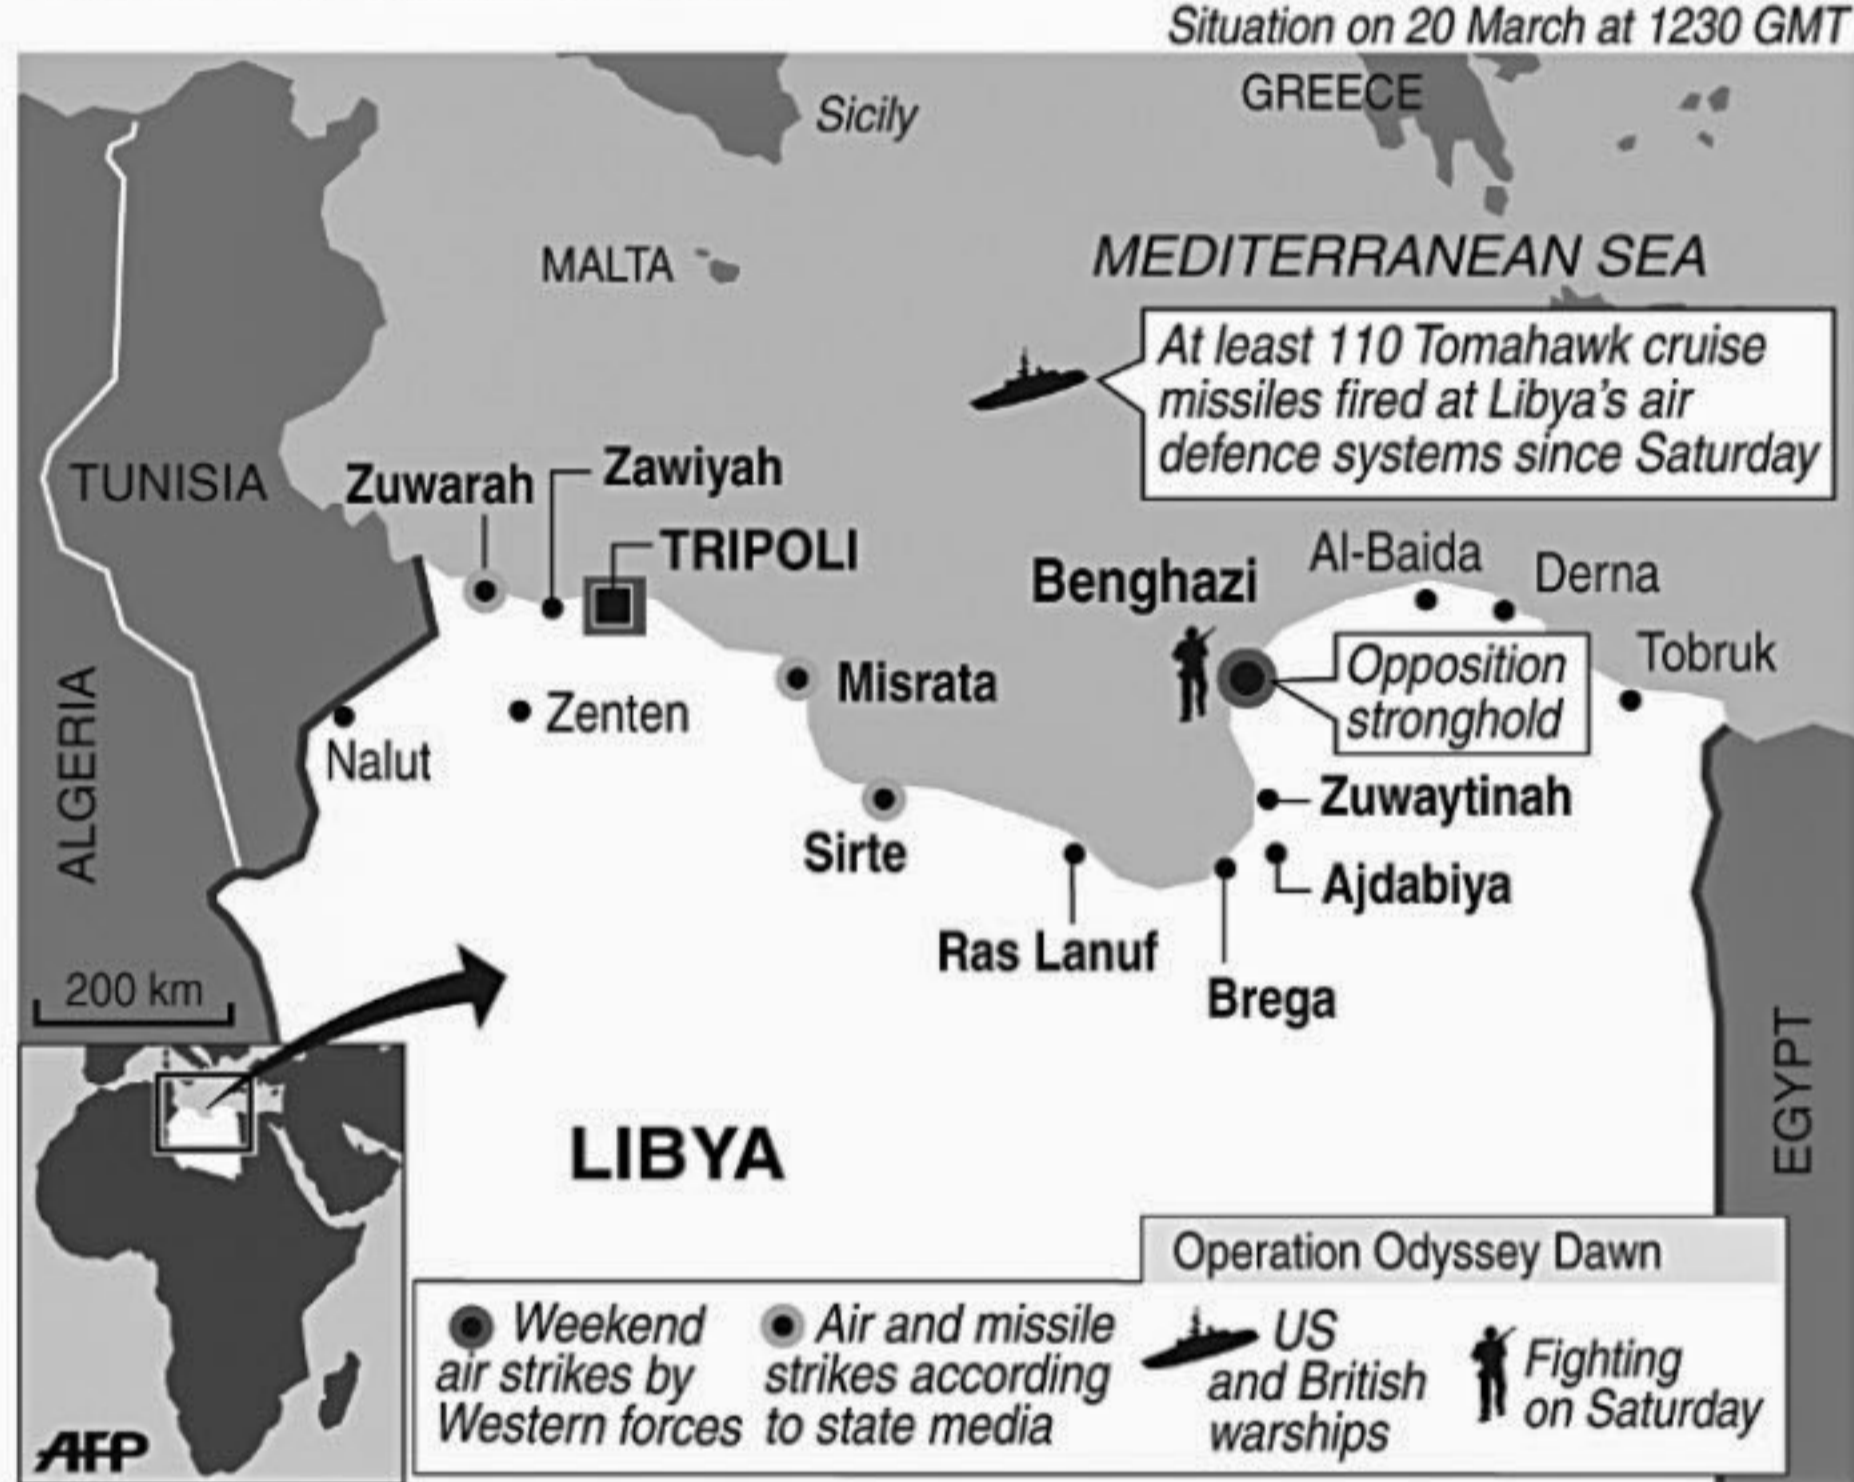 Situation on 20 March at 1230 GMT
Sicily
GREECE
MALTA
MEDITERRANEAN SEA
At least 110 Tomahawk cruise
missiles fired at Libya's air
defence systems since Saturday
TUNISIA
Zuwarah
Zawiyah
TRIPOLI
Benghazi
Al-Baida
Derna
Tobruk
Opposition
stronghold
Misrata
Zenten
Nalut
ALGERIA
Zuwaytinah
Sirte
Ajdabiya
Ras Lanuf
Brega
200 km
EGYPT
LIBYA
Operation Odyssey Dawn
Weekend
air strikes by
Western forces
Air and missile
strikes according
to state media
US
and British
warships
Fighting
on Saturday
AFP